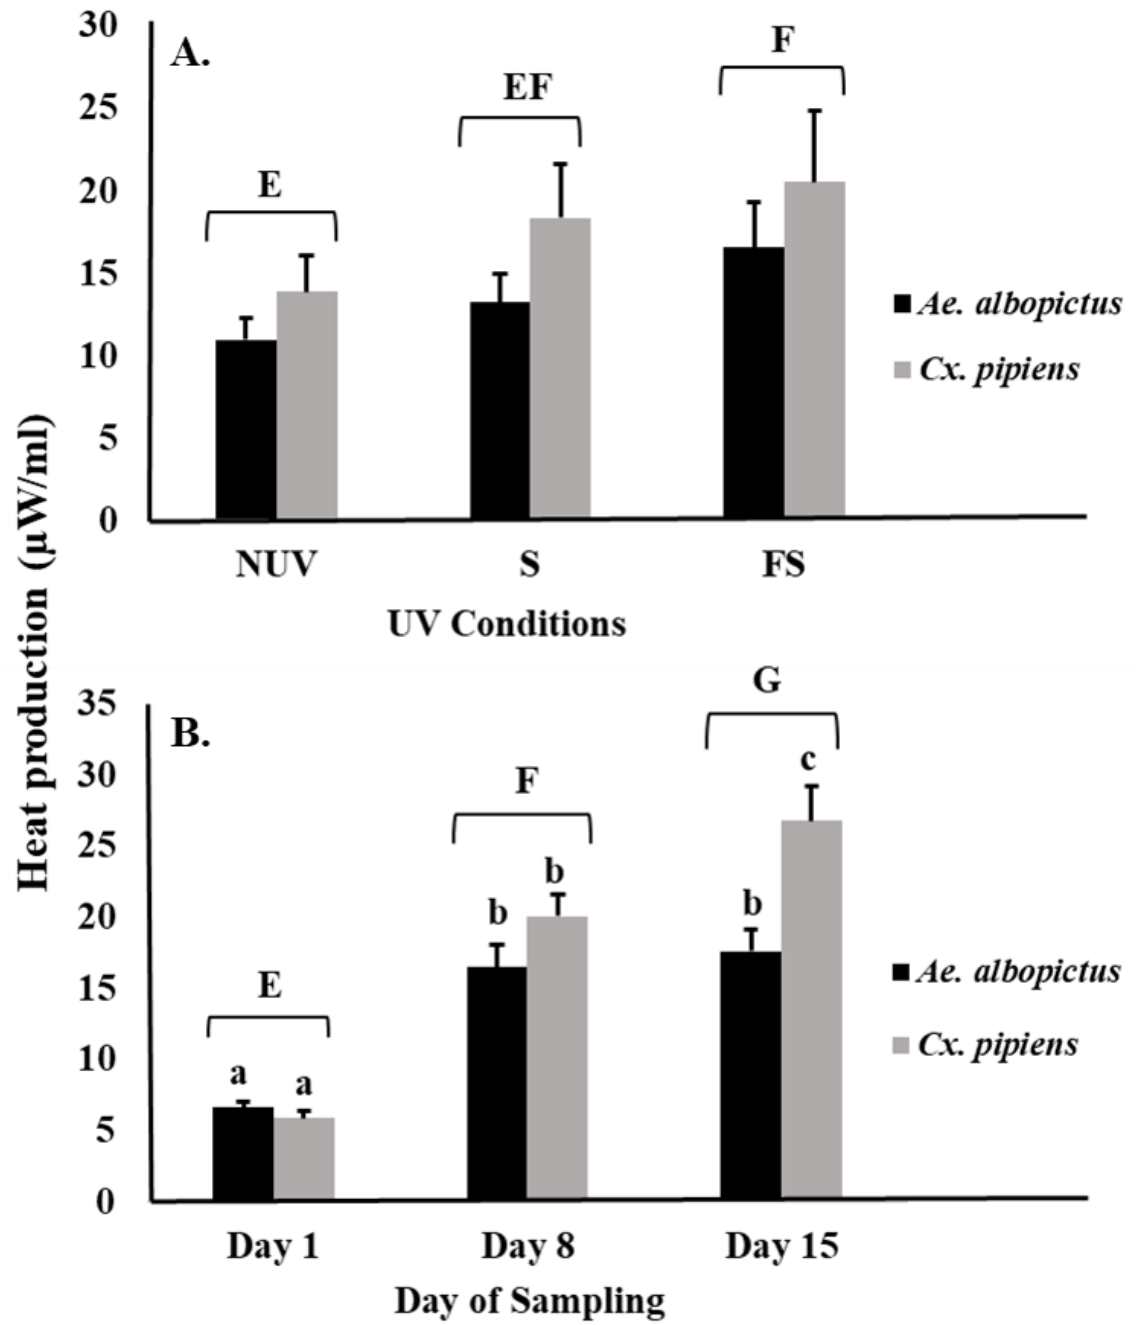 Heat production (µW/ml)
A.
30
25
20
15
10
5
0
E
EF
F
Ae. albopictus
Cx. pipiens
NUV S FS
UV Conditions
B.
35
30
25
20
15
10
5
0
E
F
G
a a
b b
b c
Ae. albopictus
Cx. pipiens
Day 1 Day 8 Day 15
Day of Sampling